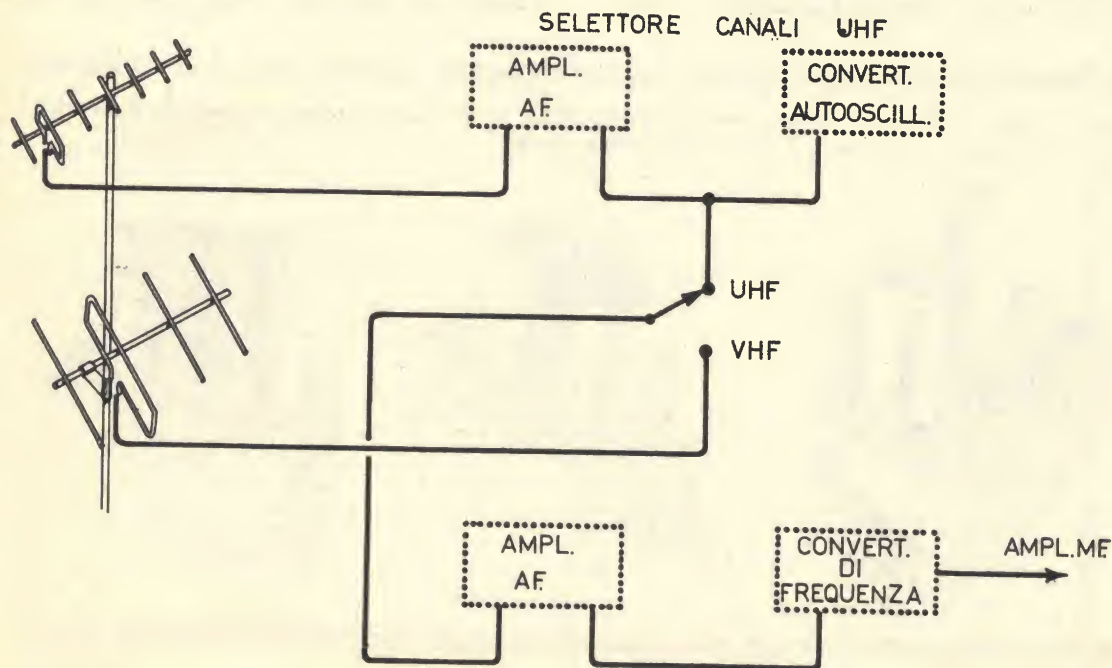 SELETTORE CANALI UHF
AMPL.
AF.
CONVERT.
AUTOOSCILL.
UHF
VHF
AMPL.
AF.
CONVERT.
DI
FREQUENZA
AMPL.MF